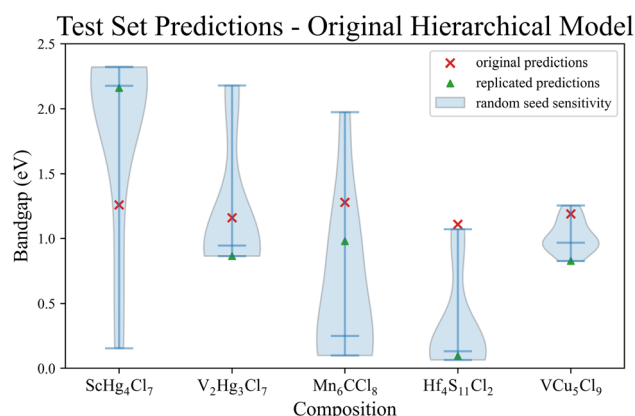 Test Set Predictions - Original Hierarchical Model
2.5
2.0
1.5
1.0
0.5
0.0
Bandgap (eV)
original predictions
replicated predictions
random seed sensitivity
ScHg₄Cl₇
V₂Hg₃Cl₇
Mn₆CCl₈
Hf₄S₁₁Cl₂
VCu₅Cl₉
Composition